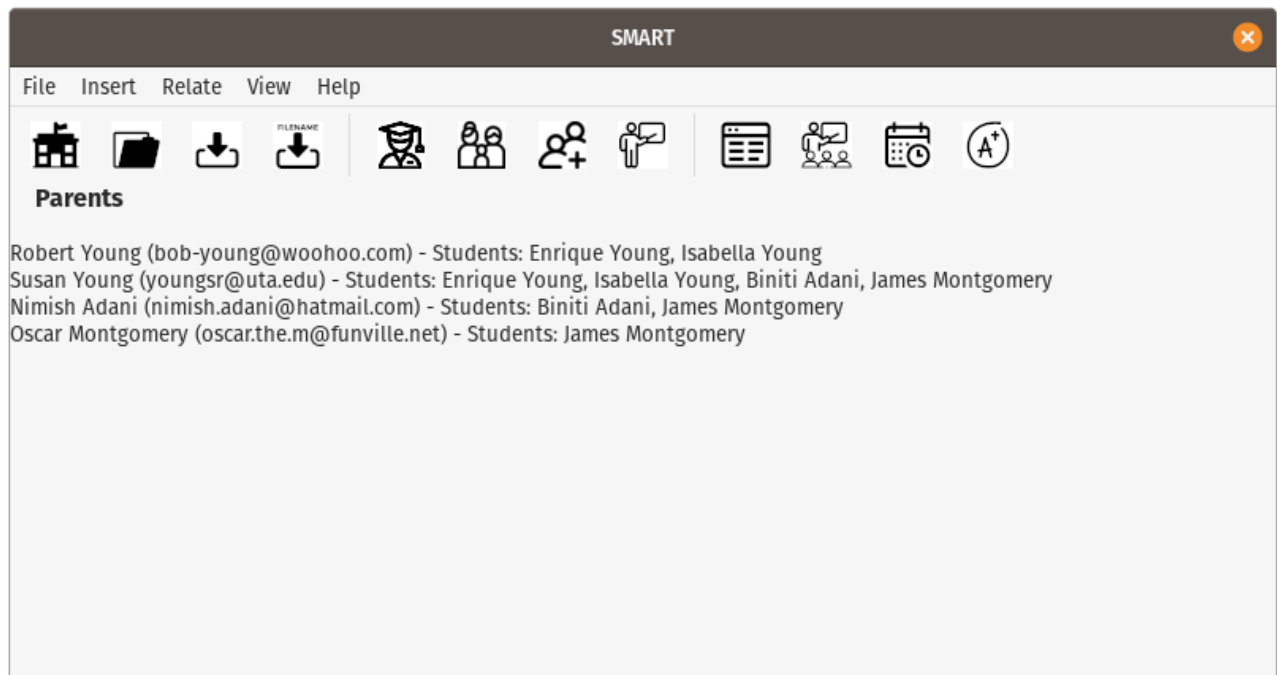 SMART
File Insert Relate View Help
FILENAME
A+
Parents
Robert Young (bob-young@woohoo.com) - Students: Enrique Young, Isabella Young
Susan Young (youngsr@uta.edu) - Students: Enrique Young, Isabella Young, Biniti Adani, James Montgomery
Nimish Adani (nimish.adani@hatmail.com) - Students: Biniti Adani, James Montgomery
Oscar Montgomery (oscar.the.m@funville.net) - Students: James Montgomery